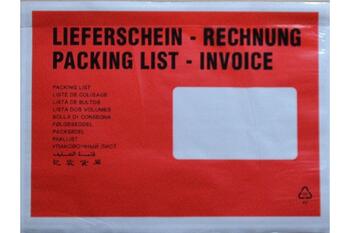 LIEFERSCHEIN - RECHNUNG
PACKING LIST - INVOICE
PACKING LIST
LISTE DE COLISAGE
LISTA DE BULTOS
LISTA DOS VOLUMES
BOLLA DI CONSEGNA
FØLGESEDDEL
PACKSEDEL
PAKLIJST
УПАКОВОЧНЫЙ ЛИСТ